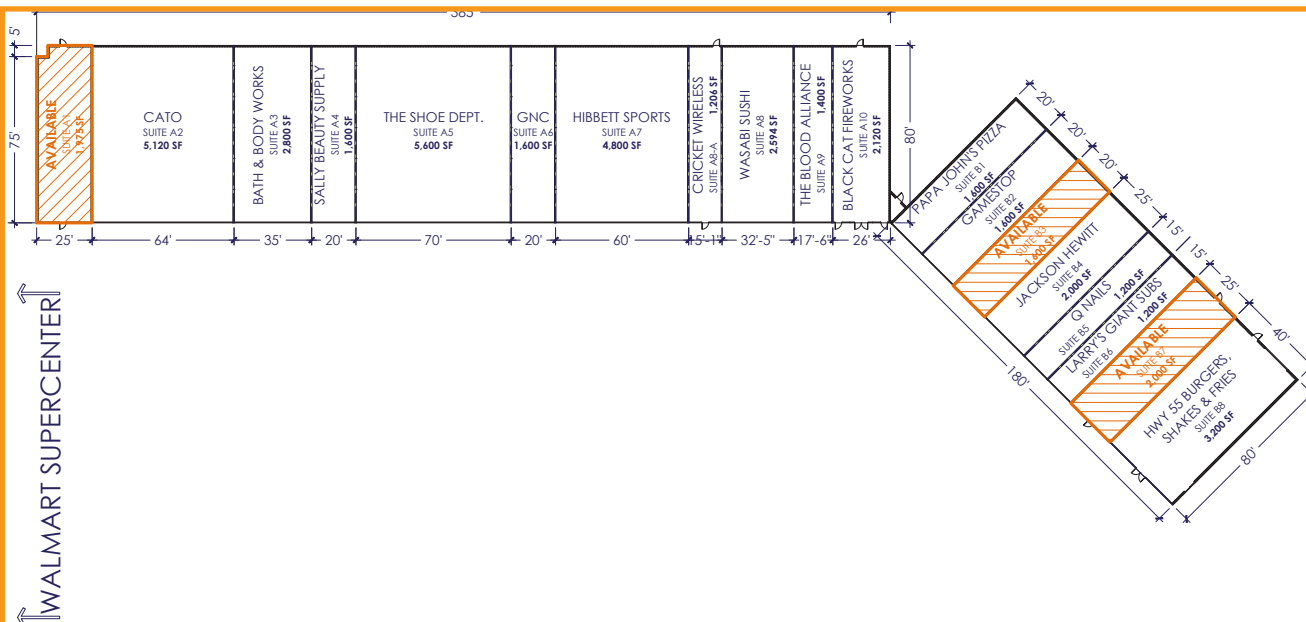 385'
5'
75'
AVAILABLE
SUITE A1
1,975 SF
CATO
SUITE A2
5,120 SF
BATH & BODY WORKS
SUITE A3
2,800 SF
SALLY BEAUTY SUPPLY
SUITE A4
1,600 SF
THE SHOE DEPT.
SUITE A5
5,600 SF
GNC
SUITE A6
1,600 SF
HIBBETT SPORTS
SUITE A7
4,800 SF
CRICKET WIRELESS
SUITE A8-A 1,206 SF
WASABI SUSHI
SUITE A8
2,594 SF
THE BLOOD ALLIANCE
SUITE A9 1,400 SF
BLACK CAT FIREWORKS
SUITE A10
2,120 SF
80'
25'
64'
35'
20'
70'
20'
60'
32'-5"
17'-6"
26'
PAPA JOHN'S PIZZA
SUITE B1
1,600 SF
GAMESTOP
SUITE B2
1,600 SF
AVAILABLE
SUITE B3
1,600 SF
JACKSON HEWITT
SUITE B4
2,000 SF
Q NAILS
SUITE B5 1,200 SF
LARRY'S GIANT SUBS
SUITE B6 1,200 SF
AVAILABLE
SUITE B7
2,000 SF
HWY 55 BURGERS,
SHAKES & FRIES
SUITE B8
3,200 SF
20'
20'
20'
25'
15'
15'
25'
40'
180'
80'
WALMART SUPERCENTER